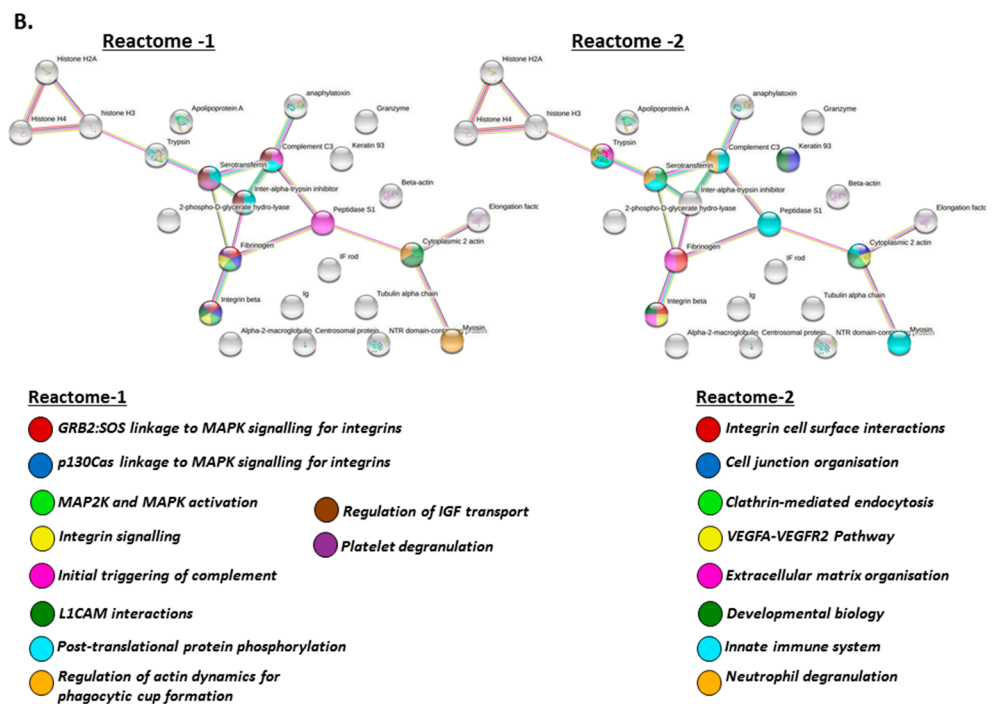 B.
Reactome -1
Reactome -2
Histone H2A
Histone H4
histone H3
Apolipoprotein A
Trypsin
anaphylatoxin
Granzyme
Complement C3
Keratin 93
Serotransferrin
Inter-alpha-trypsin inhibitor
Beta-actin
2-phospho-D-glycerate hydro-lyase
Peptidase S1
Elongation facto
Fibrinogen
Cytoplasmic 2 actin
IF rod
Integrin beta
Ig
Tubulin alpha chain
Alpha-2-macroglobulin
Centrosomal protein
NTR domain-cont
Myosin
Histone H2A
Histone H4
histone H3
Apolipoprotein A
Trypsin
anaphylatoxin
Granzyme
Complement C3
Keratin 93
Serotransferrin
Inter-alpha-trypsin inhibitor
Beta-actin
2-phospho-D-glycerate hydro-lyase
Peptidase S1
Elongation facto
Fibrinogen
Cytoplasmic 2 actin
IF rod
Integrin beta
Ig
Tubulin alpha chain
Alpha-2-macroglobulin
Centrosomal protein
NTR domain-cont
Myosin
Reactome-1
GRB2:SOS linkage to MAPK signalling for integrins
p130Cas linkage to MAPK signalling for integrins
MAP2K and MAPK activation
Integrin signalling
Initial triggering of complement
L1CAM interactions
Post-translational protein phosphorylation
Regulation of actin dynamics for
phagocytic cup formation
Regulation of IGF transport
Platelet degranulation
Reactome-2
Integrin cell surface interactions
Cell junction organisation
Clathrin-mediated endocytosis
VEGFA-VEGFR2 Pathway
Extracellular matrix organisation
Developmental biology
Innate immune system
Neutrophil degranulation